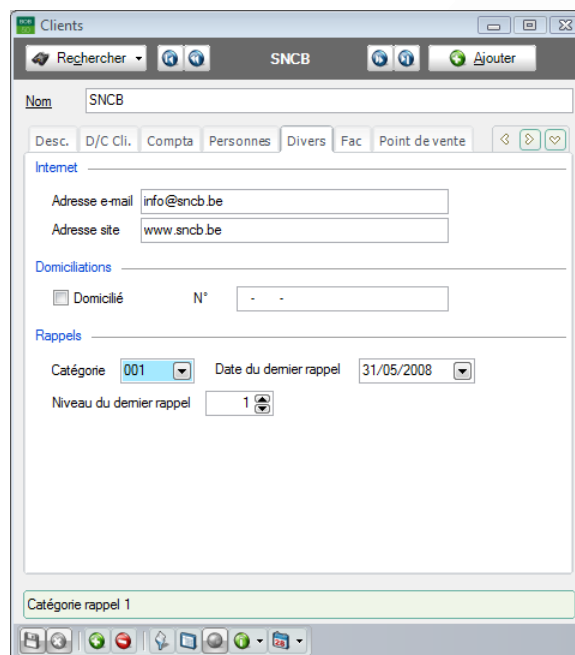 Clients
Rechercher SNCB Ajouter
Nom SNCB
Desc. D/C Cli. Compta Personnes Divers Fac Point de vente
Internet
Adresse e-mail info@sncb.be
Adresse site www.sncb.be
Domiciliations
Domicilié N° - -
Rappels
Catégorie 001 Date du dernier rappel 31/05/2008
Niveau du dernier rappel 1
Catégorie rappel 1